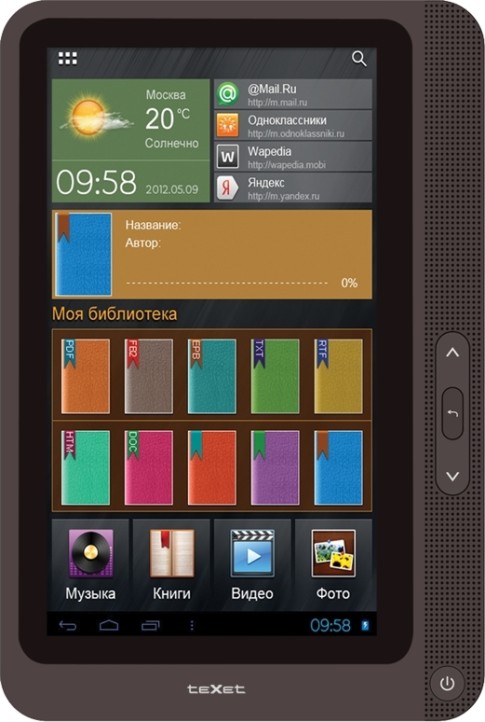 Москва
20 °C
Солнечно
09:58 2012.05.09
@Mail.Ru
http://m.mail.ru
Одноклассники
http://m.odnoklassniki.ru
W
Wapedia
http://wapedia.mobi
Я
Яндекс
http://m.yandex.ru
Название:
Автор:
0%
Моя библиотека
PDF FB2 EPB TXT RTF
HTM DOC
Музыка Книги Видео Фото
09:58
teXet